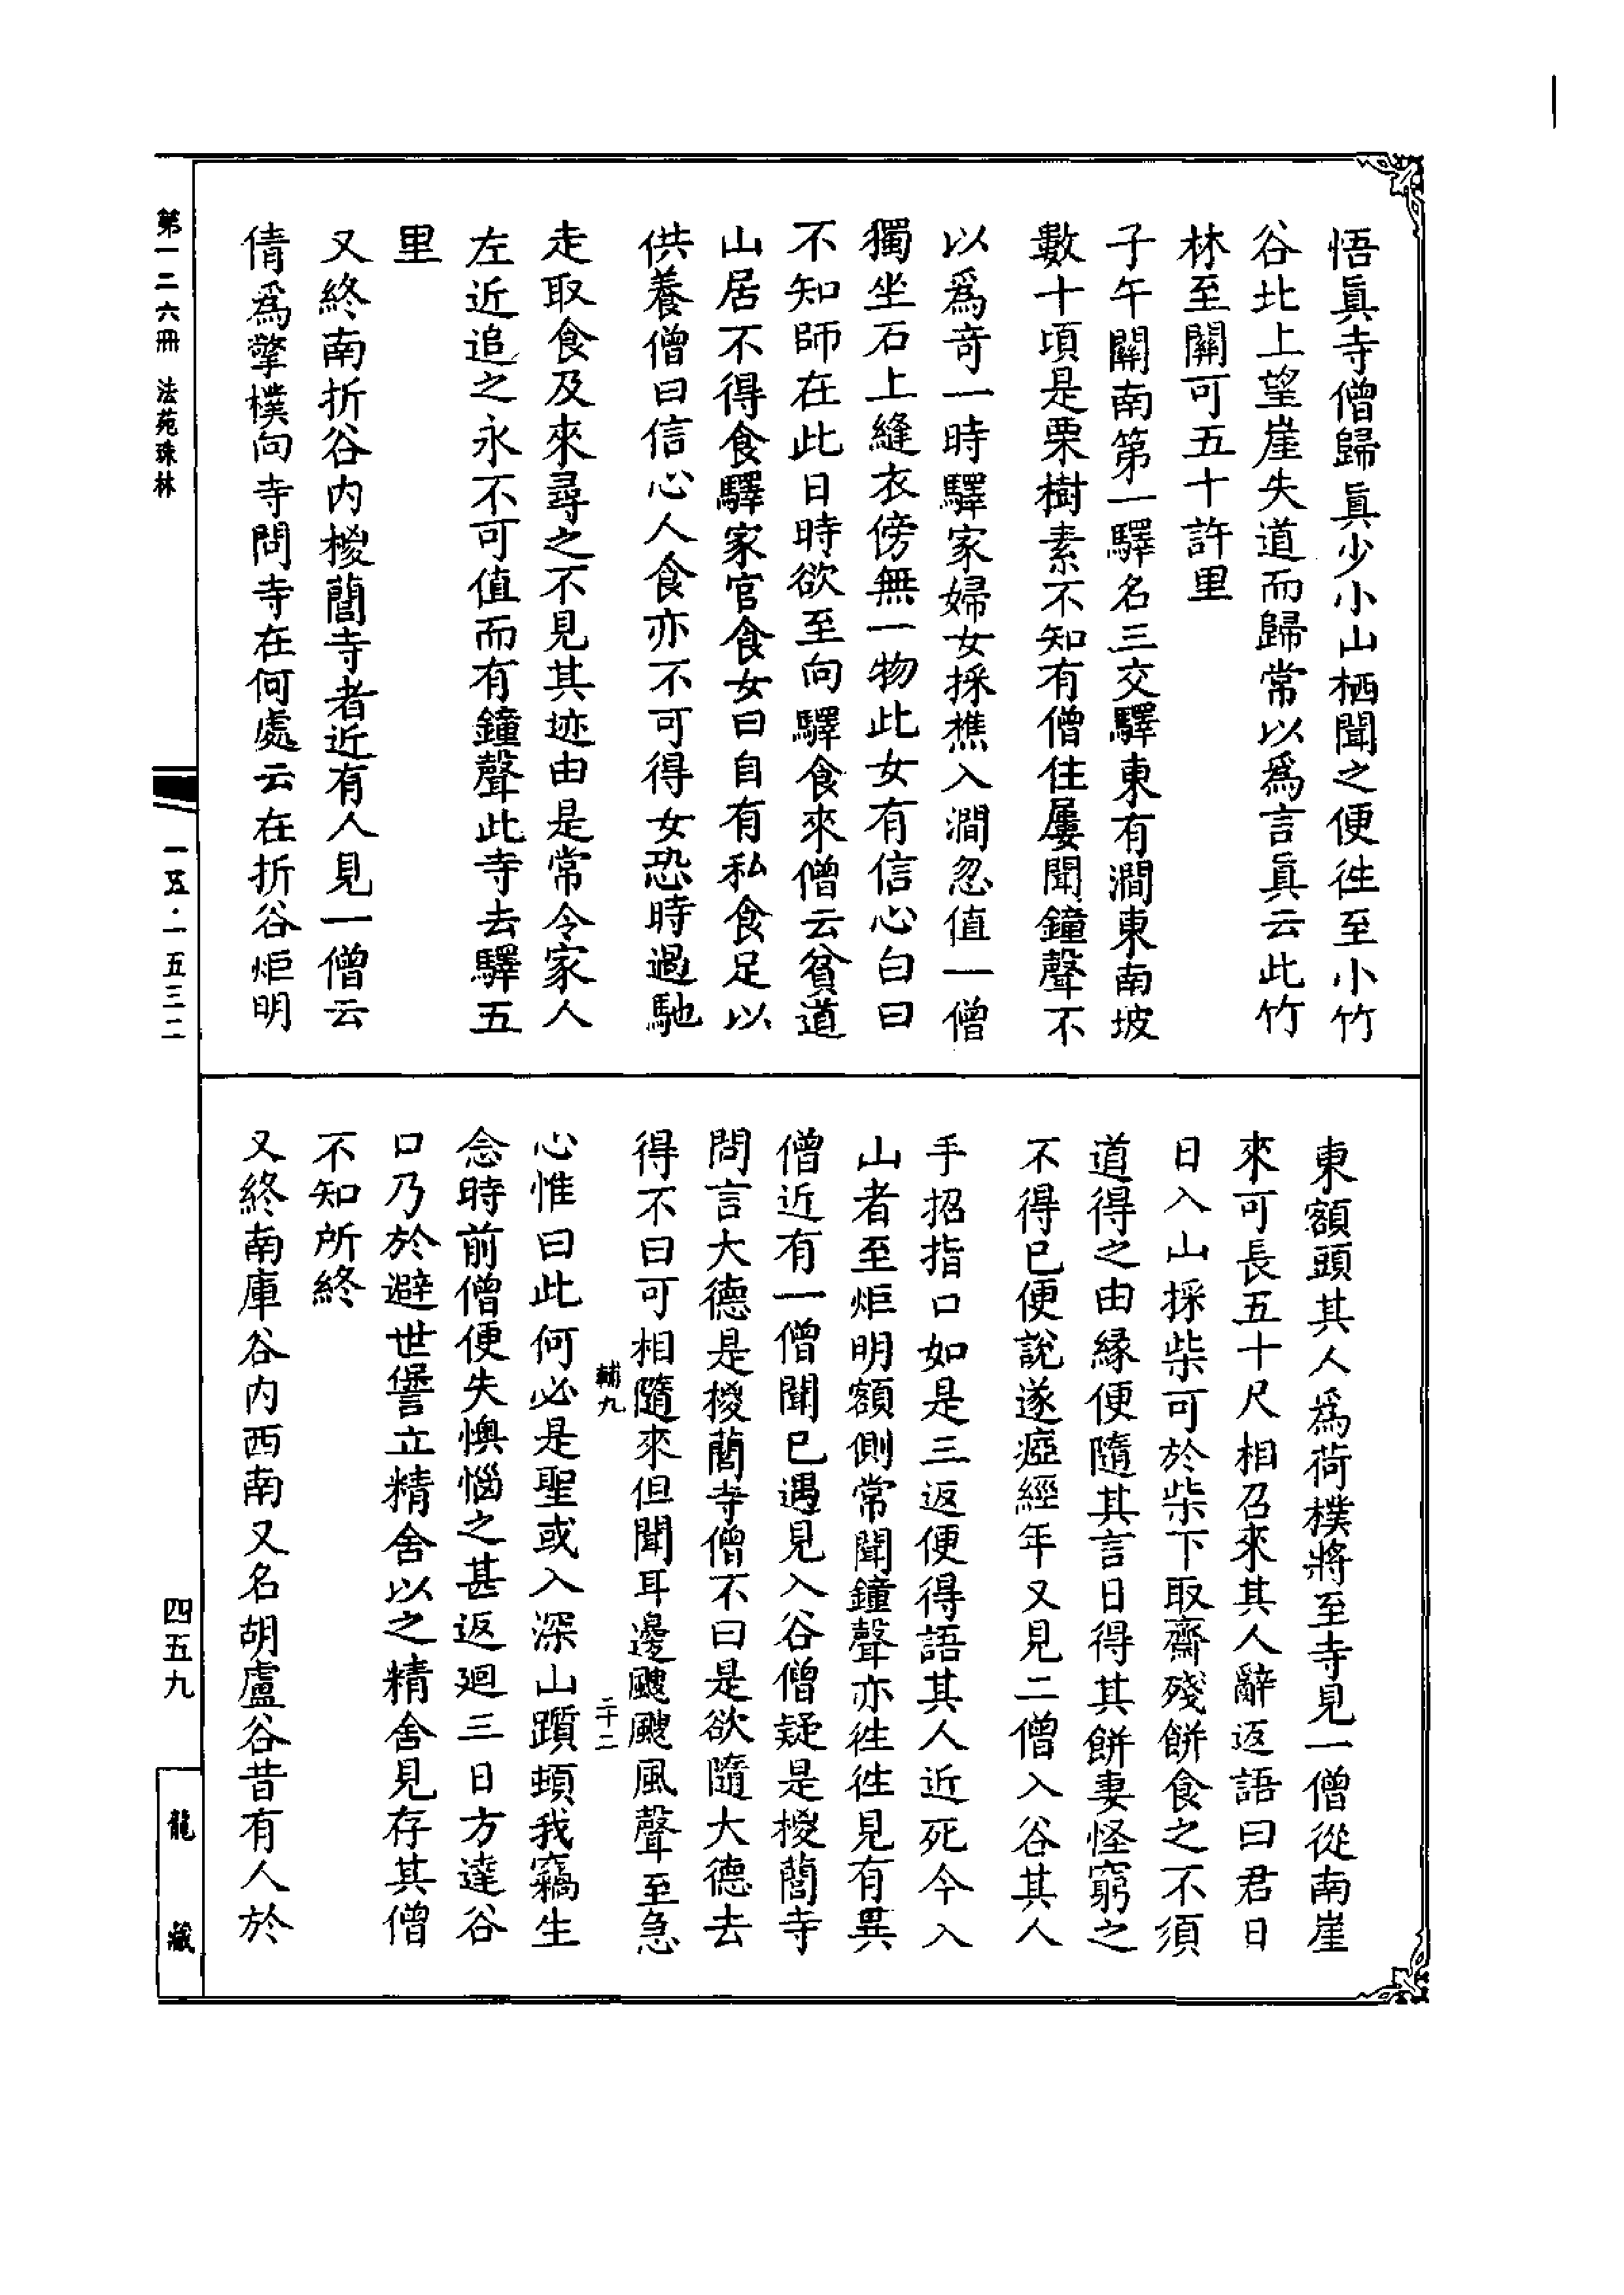 悟眞寺僧歸眞少小山栖聞之便徃至小竹
谷北上望崖失道而歸常以爲言眞云此竹
林至關可五十許里
子午關南第一驛名三交驛東有澗東南坡
數十頃是栗樹素不知有僧住屢聞鐘聲不
以爲奇一時驛家婦女採樵入澗忽值一僧
獨坐石上縫衣傍無一物此女有信心白曰
不知師在此日時欲至向驛食來僧云貧道
山居不得食驛家官食女曰自有私食足以
供養僧曰信心人食亦不可得女恐時過馳
走取食及來尋之不見其迹由是常令家人
左近追之永不可值而有鐘聲此寺去驛五
里
又終南折谷内椶䕡寺者近有人見一僧云
倩爲擎樸向寺問寺在何處云在折谷炬明
東額頭其人爲荷樸將至寺見一僧從南崖
來可長五十尺相召來其人辭返語曰君日
日入山採柴可於柴下取齋殘餅食之不須
道得之由緣便隨其言日得其餅妻怪窮之
不得已便說遂瘂經年又見二僧入谷其人
手招指口如是三返便得語其人近死今入
山者至炬明額側常聞鐘聲亦徃徃見有異
僧近有一僧聞已遇見入谷僧疑是椶䕡寺
問言大德是椶䕡寺僧不曰是欲隨大德去
得不曰可相隨來但聞耳邊颼颼風聲至急
輔九
二十二
心惟曰此何必是聖或入深山躓頓我竊生
念時前僧便失懊惱之甚返廻三日方達谷
口乃於避世堡立精舍以之精舍見存其僧
不知所終
又終南庫谷内西南又名胡盧谷昔有人於
第一二六冊 法苑珠林
一五·一五三二
四五九
龍藏